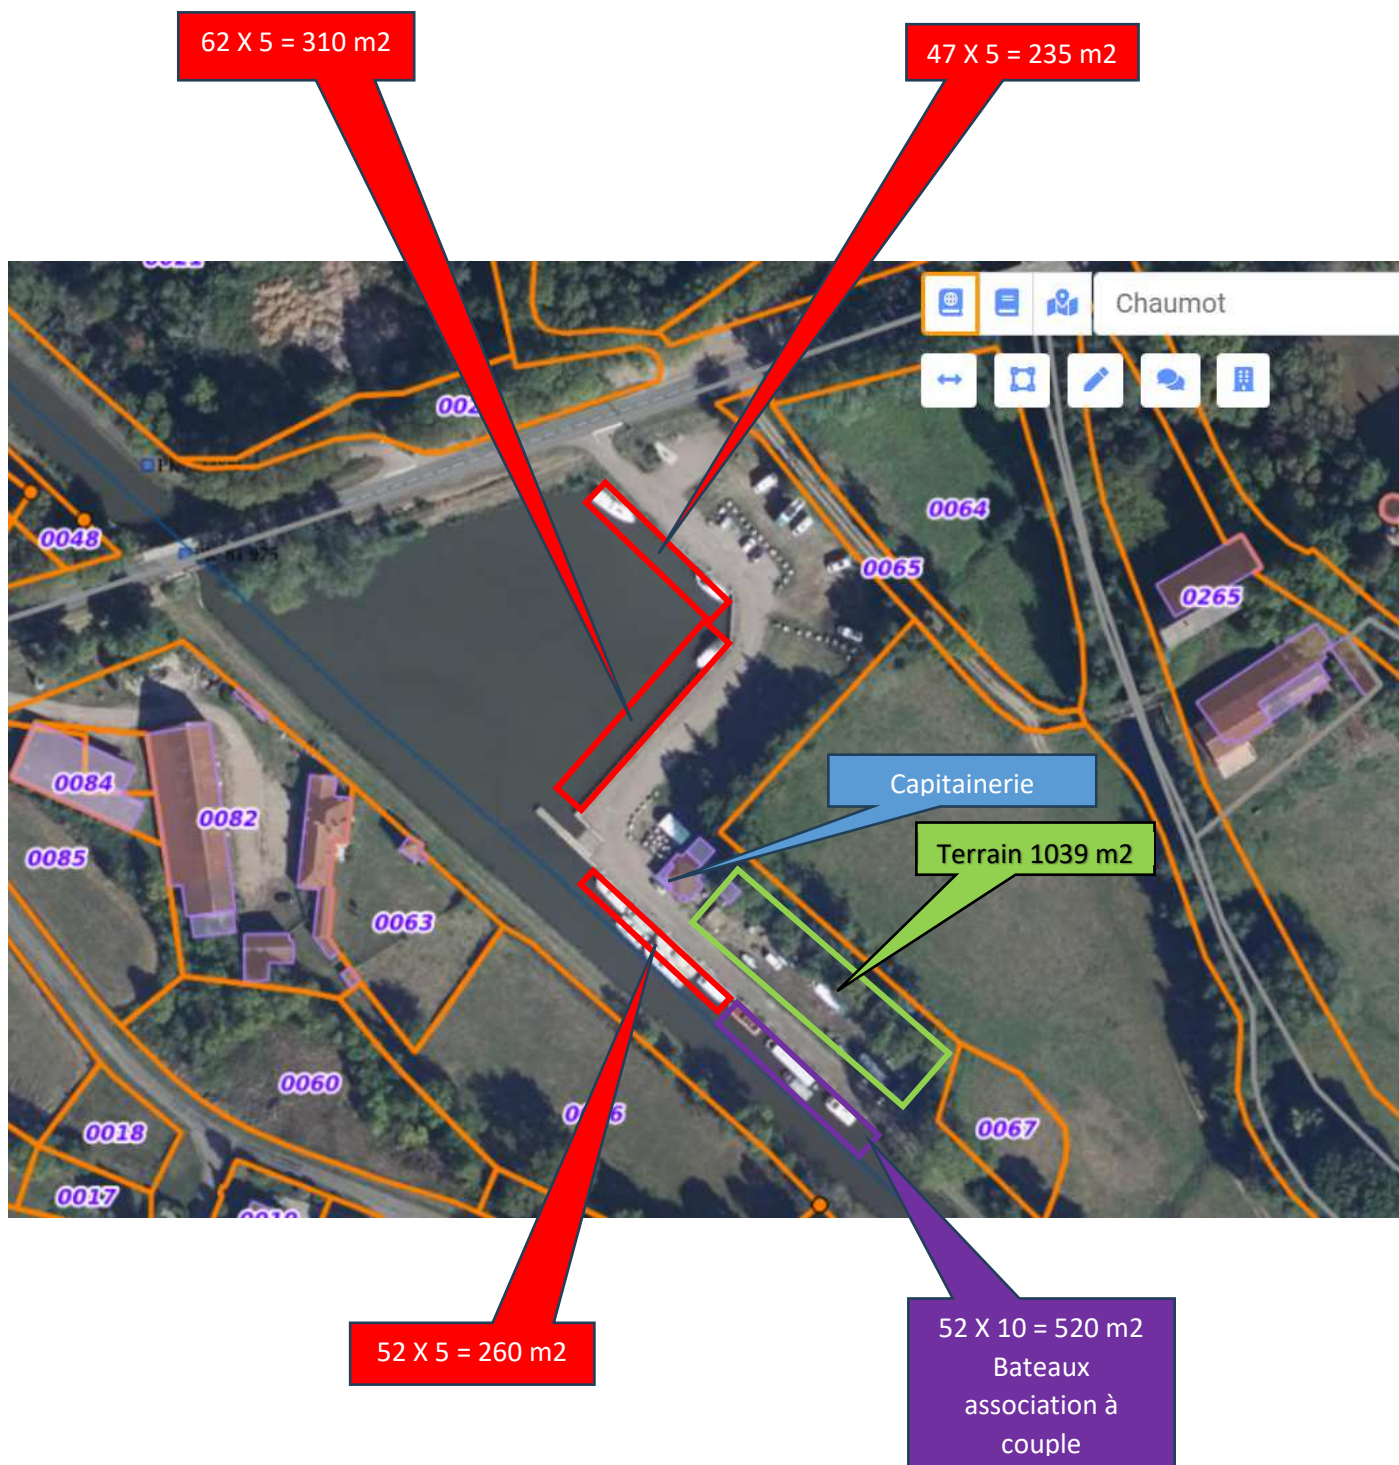 62 X 5 = 310 m2
47 X 5 = 235 m2
Chaumot
0048
0064
0065
0265
0084
0082
0085
0063
Capitainerie
Terrain 1039 m2
0060
0018
0017
0067
52 X 5 = 260 m2
52 X 10 = 520 m2
Bateaux
association à
couple